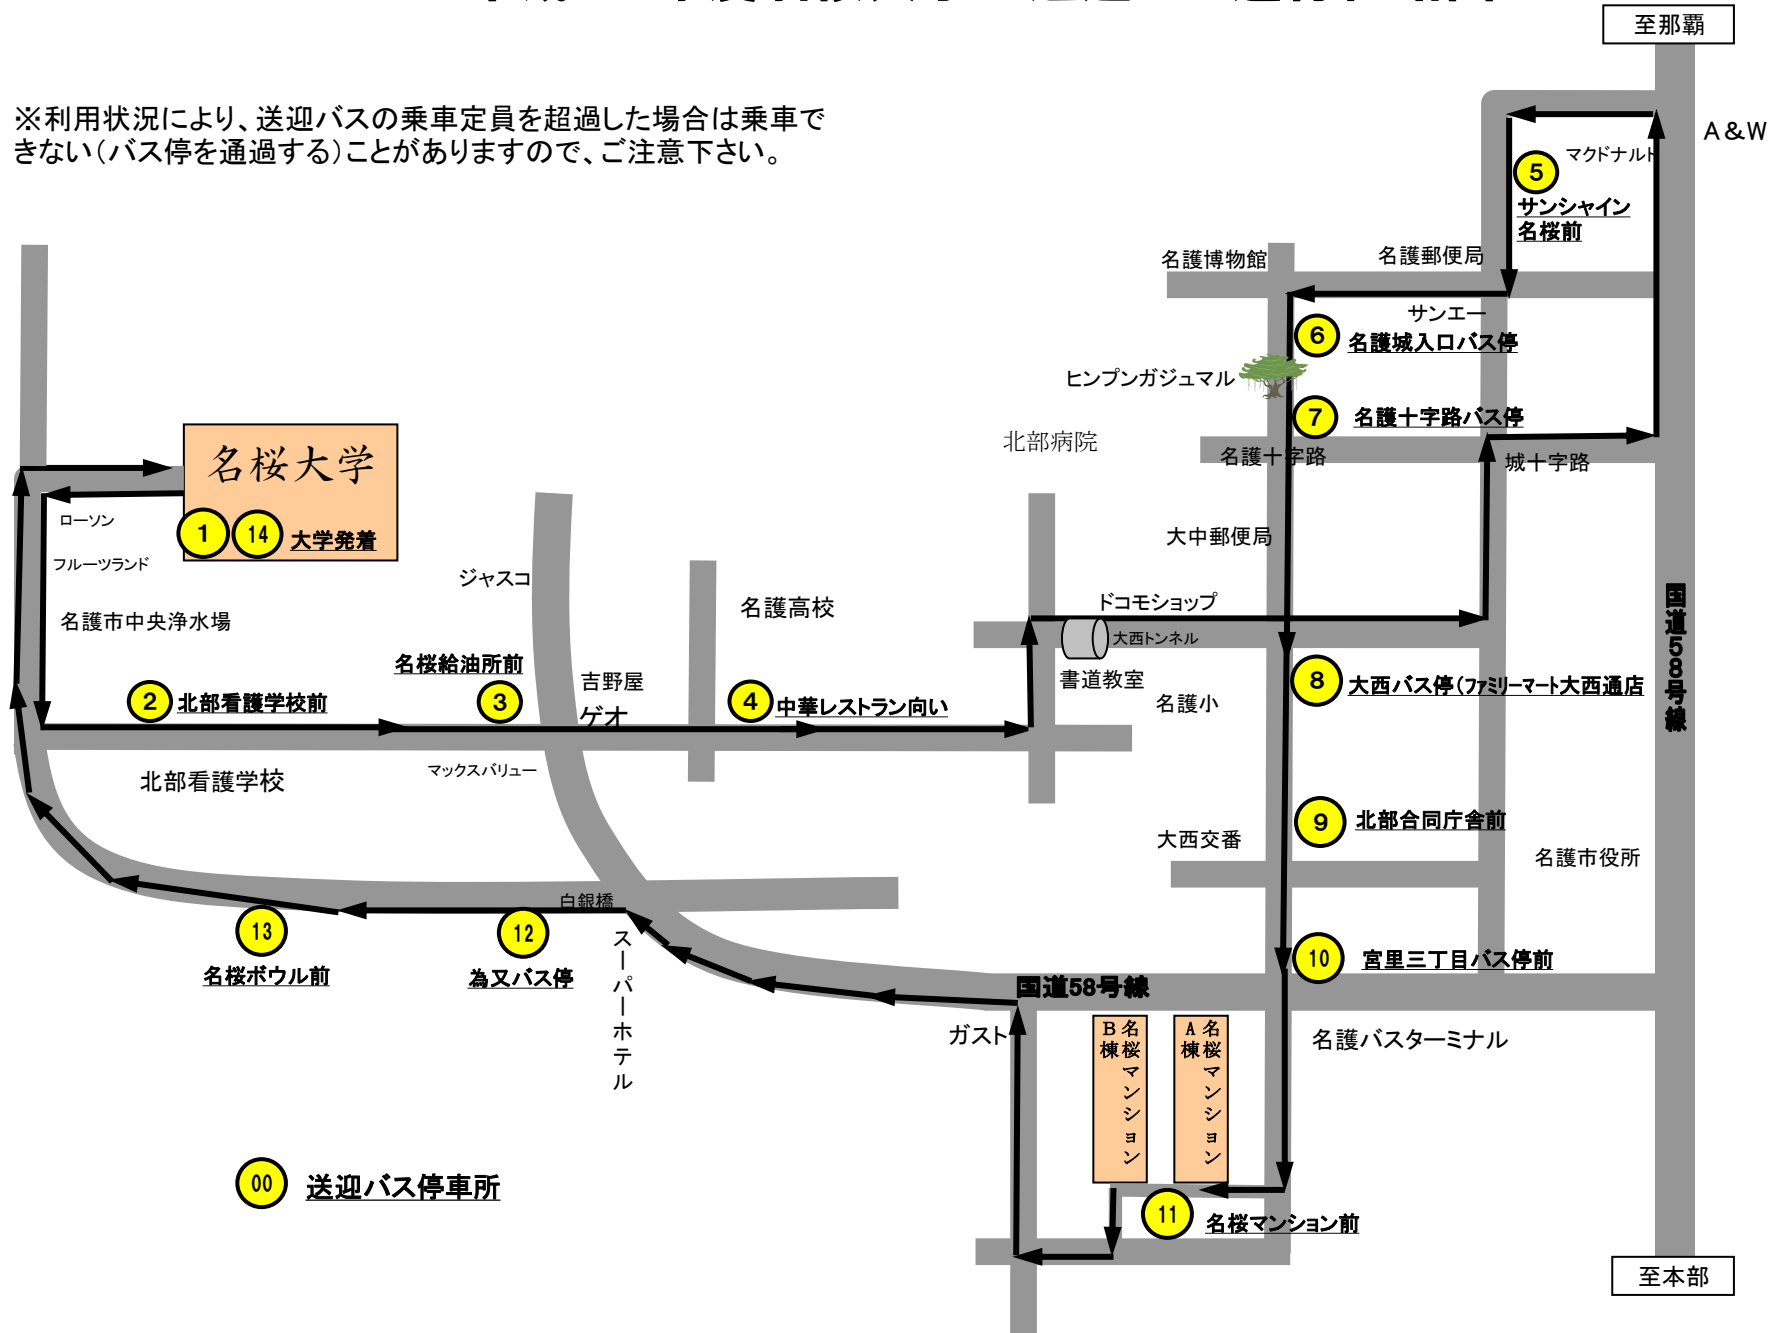 至那覇
※利用状況により、送迎バスの乗車定員を超過した場合は乗車で
きない(バス停を通過する)ことがありますので、ご注意下さい。
A&W
マクドナルド
5
サンシャイン
名桜前
名護博物館
名護郵便局
サンエー
6
名護城入口バス停
ヒンプンガジュマル
7
名護十字路バス停
北部病院
名護十字路
城十字路
名桜大学
1
14
大学発着
ローソン
フルーツランド
名護市中央浄水場
ジャスコ
名護高校
大中郵便局
ドコモショップ
大西トンネル
書道教室
名護小
国道58号線
名桜給油所前
2
北部看護学校前
3
吉野屋
ゲオ
4
中華レストラン向い
8
大西バス停(ファミリーマート大西通店
北部看護学校
マックスバリュー
9
北部合同庁舎前
大西交番
名護市役所
白銀橋
13
名桜ボウル前
12
為又バス停
スーパーホテル
10
宮里三丁目バス停前
国道58号線
ガスト
名桜マンション
B棟
名桜マンション
A棟
名護バスターミナル
00
送迎バス停車所
11
名桜マンション前
至本部